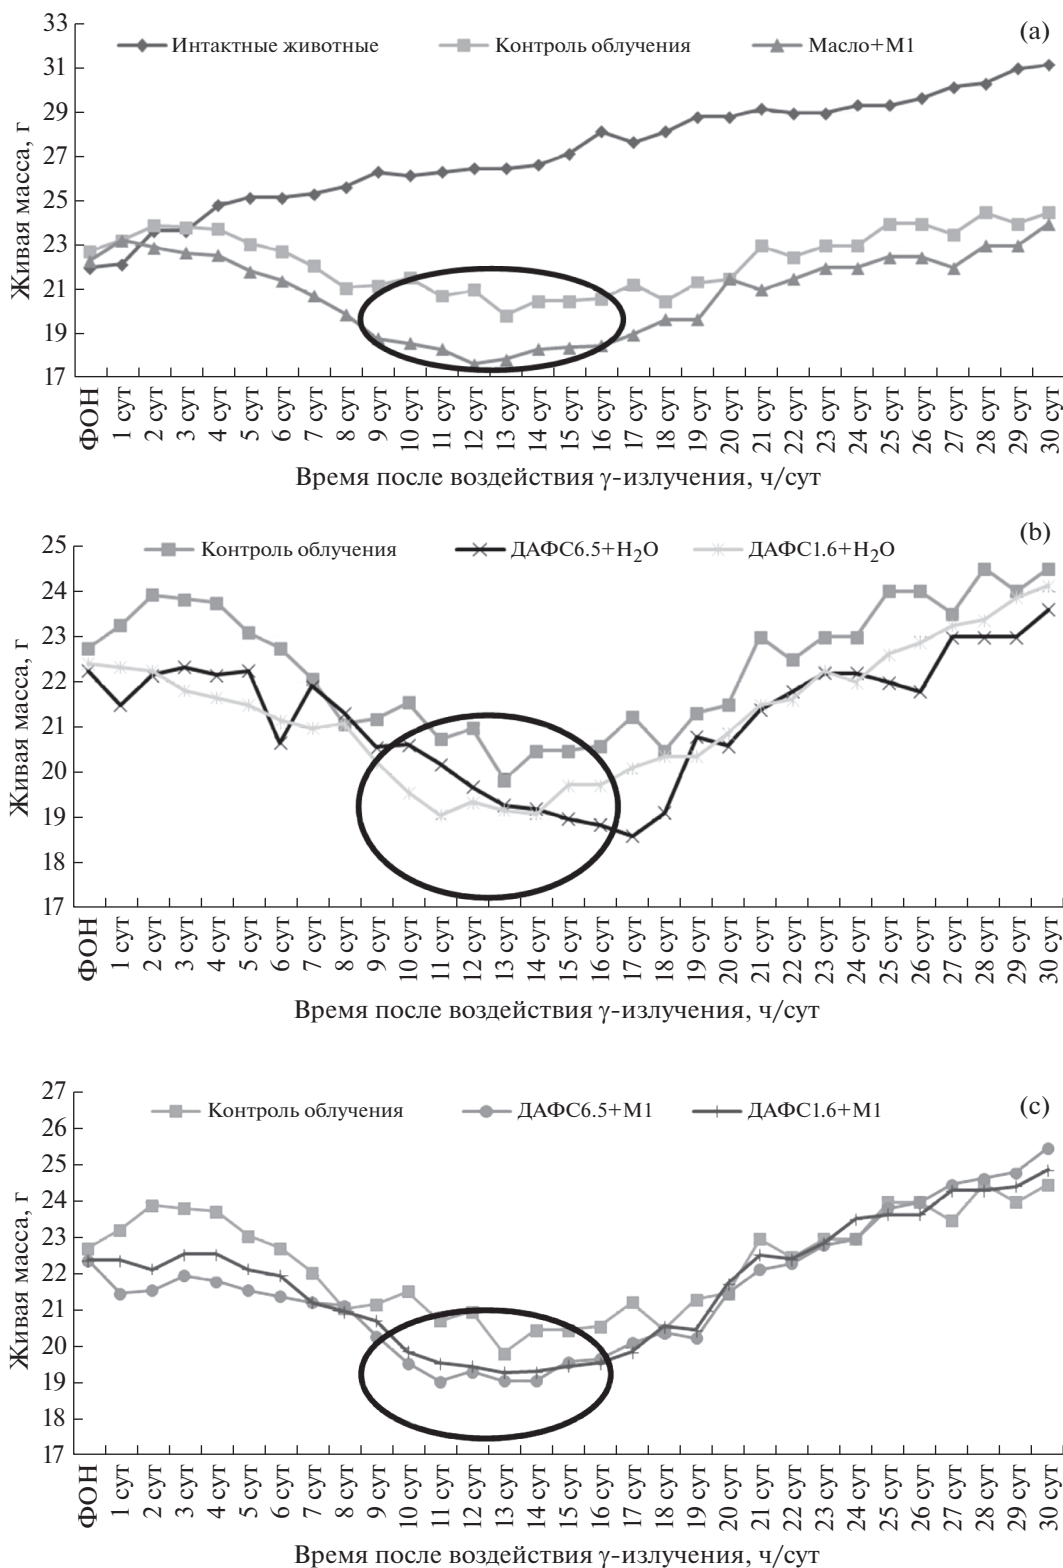 (a)
Интактные животные Контроль облучения Масло+М1
33
31
29
27
25
23
21
19
17
Живая масса, г
ФОН 1 сут 2 сут 3 сут 4 сут 5 сут 6 сут 7 сут 8 сут 9 сут 10 сут 11 сут 12 сут 13 сут 14 сут 15 сут 16 сут 17 сут 18 сут 19 сут 20 сут 21 сут 22 сут 23 сут 24 сут 25 сут 26 сут 27 сут 28 сут 29 сут 30 сут
Время после воздействия γ-излучения, ч/сут
(b)
Контроль облучения ДАФС6.5+H₂O ДАФС1.6+H₂O
25
24
23
22
21
20
19
18
17
Живая масса, г
ФОН 1 сут 2 сут 3 сут 4 сут 5 сут 6 сут 7 сут 8 сут 9 сут 10 сут 11 сут 12 сут 13 сут 14 сут 15 сут 16 сут 17 сут 18 сут 19 сут 20 сут 21 сут 22 сут 23 сут 24 сут 25 сут 26 сут 27 сут 28 сут 29 сут 30 сут
Время после воздействия γ-излучения, ч/сут
(c)
Контроль облучения ДАФС6.5+М1 ДАФС1.6+М1
27
26
25
24
23
22
21
20
19
18
17
Живая масса, г
ФОН 1 сут 2 сут 3 сут 4 сут 5 сут 6 сут 7 сут 8 сут 9 сут 10 сут 11 сут 12 сут 13 сут 14 сут 15 сут 16 сут 17 сут 18 сут 19 сут 20 сут 21 сут 22 сут 23 сут 24 сут 25 сут 26 сут 27 сут 28 сут 29 сут 30 сут
Время после воздействия γ-излучения, ч/сут